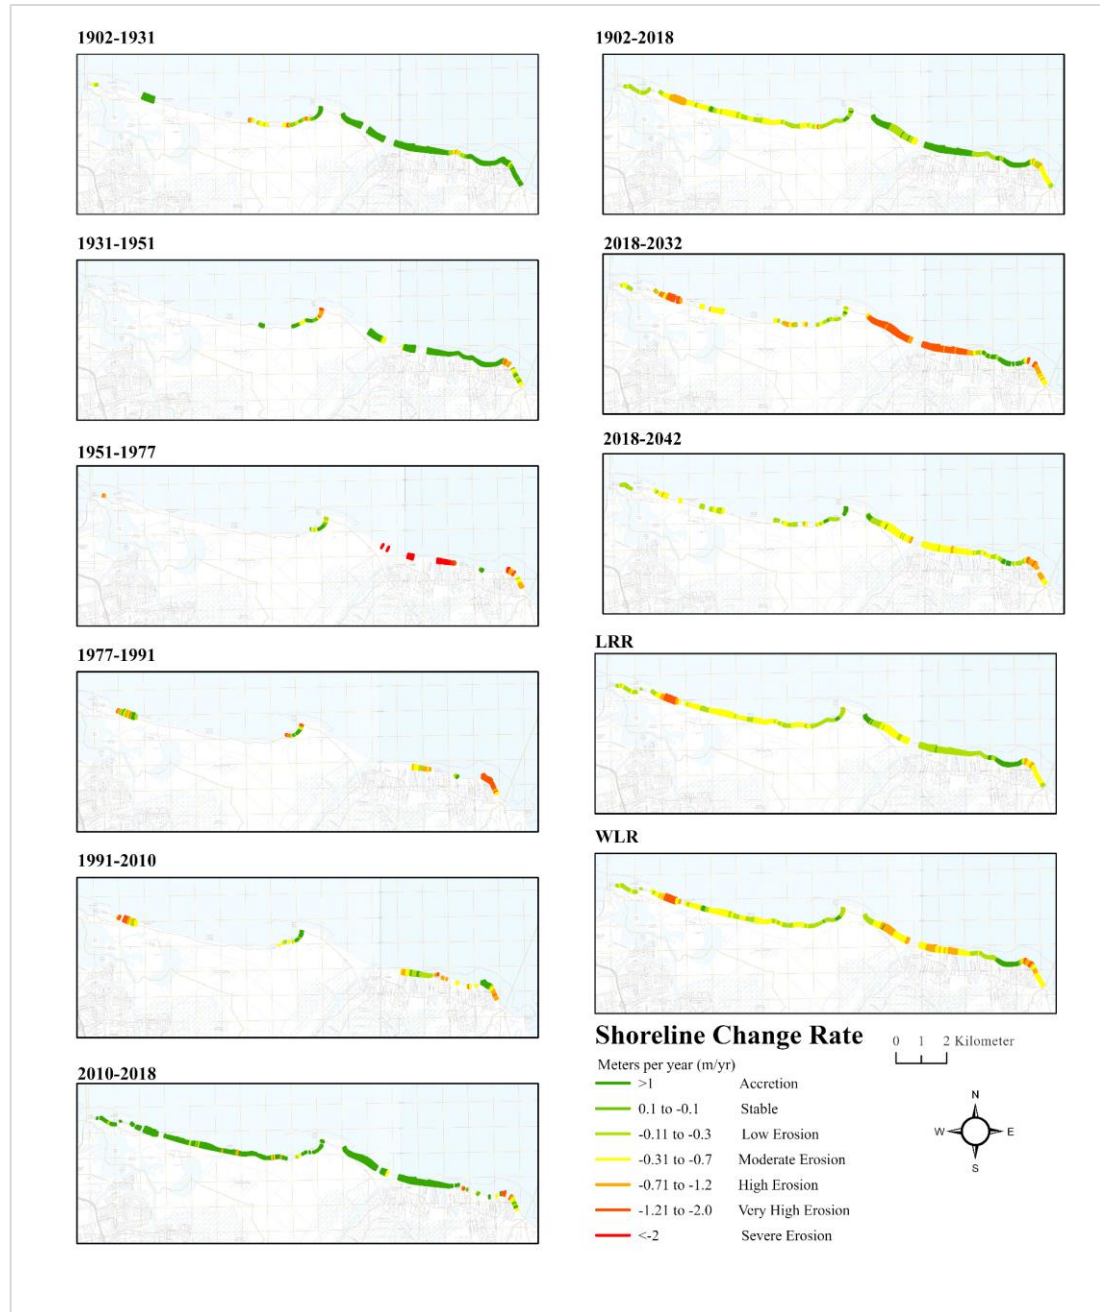 1902-1931
1902-2018
1931-1951
2018-2032
1951-1977
2018-2042
1977-1991
LRR
1991-2010
WLR
2010-2018
Shoreline Change Rate
0 1 2 Kilometer
Meters per year (m/yr)
>1 Accretion
0.1 to -0.1 Stable
-0.11 to -0.3 Low Erosion
-0.31 to -0.7 Moderate Erosion
-0.71 to -1.2 High Erosion
-1.21 to -2.0 Very High Erosion
<-2 Severe Erosion
N
W E
S